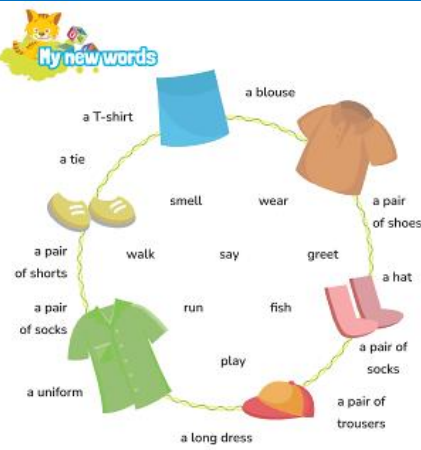 My new words
a blouse
a T-shirt
a tie
smell
wear
a pair
of shoes
a pair
of shorts
walk
say
greet
a hat
a pair
of socks
run
fish
a pair of
socks
play
a uniform
a pair of
trousers
a long dress